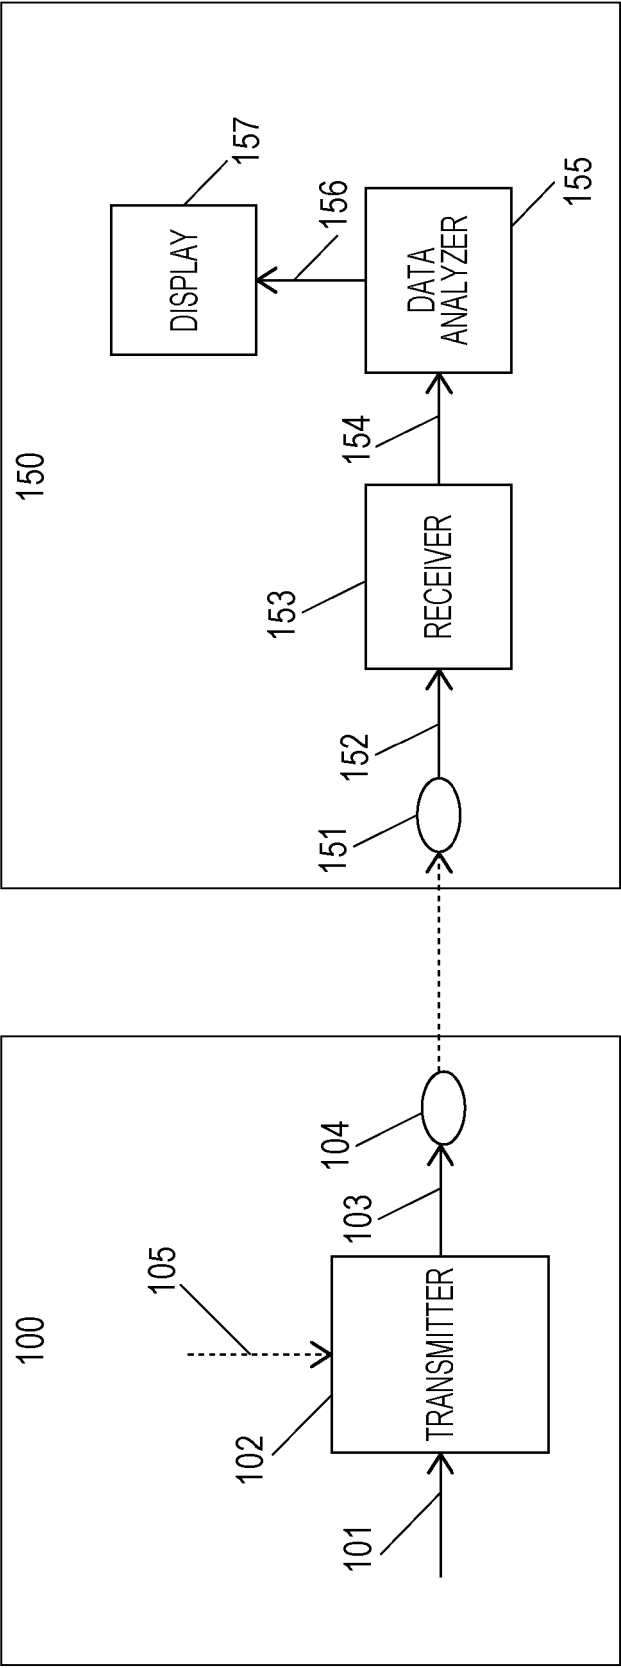 100
105
102
TRANSMITTER
101
103
104
150
151
152
153
RECEIVER
154
DATA
ANALYZER
155
156
DISPLAY
157